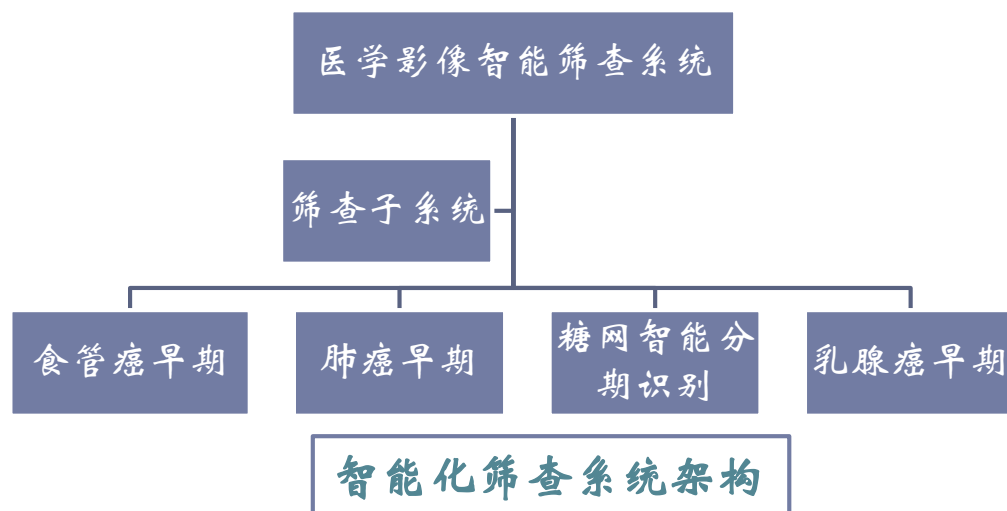 医学影像智能筛查系统
筛查子系统
食管癌早期
肺癌早期
糖网智能分
期识别
乳腺癌早期
智能化筛查系统架构